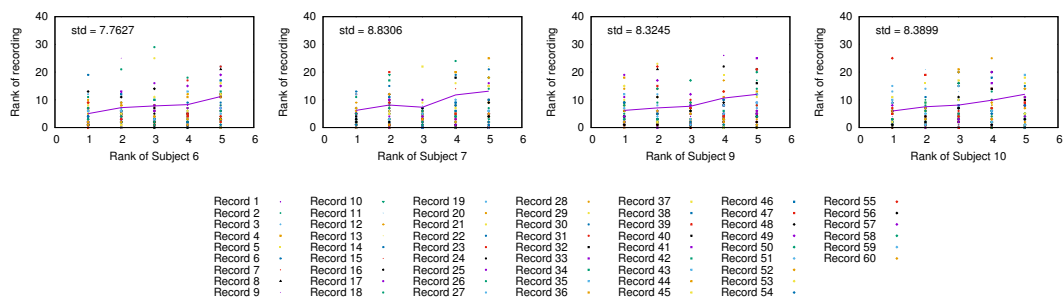 40
30
20
10
0
Rank of recording
std = 7.7627
0 1 2 3 4 5 6
Rank of Subject 6
40
30
20
10
0
Rank of recording
std = 8.8306
0 1 2 3 4 5 6
Rank of Subject 7
40
30
20
10
0
Rank of recording
std = 8.3245
0 1 2 3 4 5 6
Rank of Subject 9
40
30
20
10
0
Rank of recording
std = 8.3899
0 1 2 3 4 5 6
Rank of Subject 10
Record 1
Record 2
Record 3
Record 4
Record 5
Record 6
Record 7
Record 8
Record 9
Record 10
Record 11
Record 12
Record 13
Record 14
Record 15
Record 16
Record 17
Record 18
Record 19
Record 20
Record 21
Record 22
Record 23
Record 24
Record 25
Record 26
Record 27
Record 28
Record 29
Record 30
Record 31
Record 32
Record 33
Record 34
Record 35
Record 36
Record 37
Record 38
Record 39
Record 40
Record 41
Record 42
Record 43
Record 44
Record 45
Record 46
Record 47
Record 48
Record 49
Record 50
Record 51
Record 52
Record 53
Record 54
Record 55
Record 56
Record 57
Record 58
Record 59
Record 60